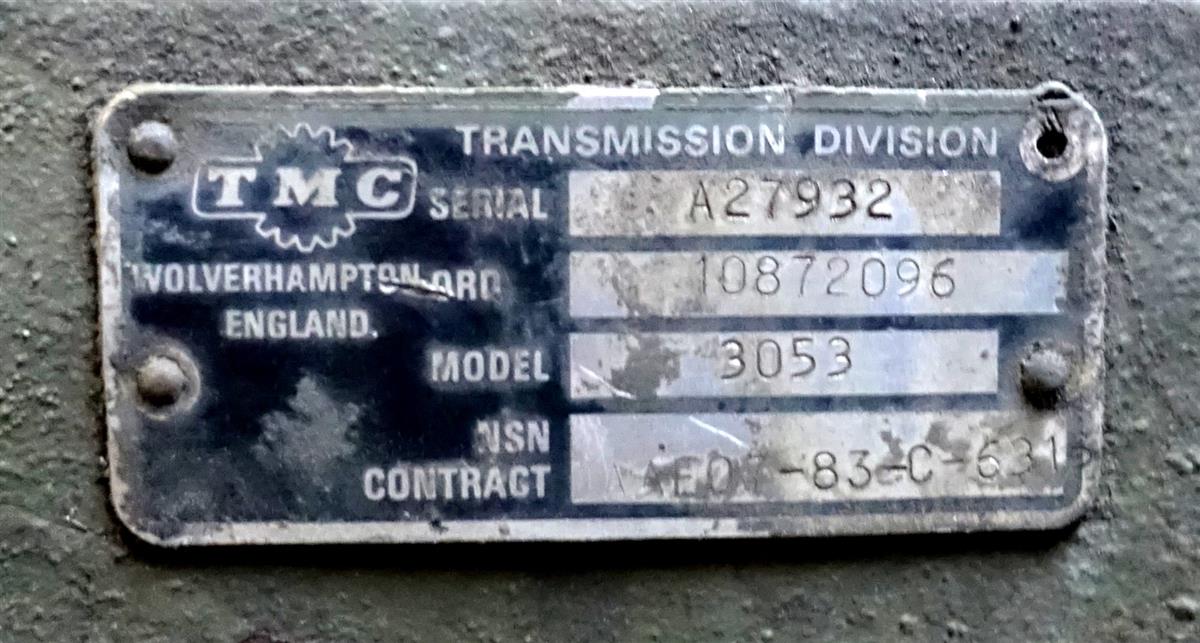 TRANSMISSION DIVISION
TMC
SERIAL A27932
WOLVERHAMPTON
ENGLAND.
ORD 10872096
MODEL 3053
NSN
CONTRACT -83-C-631